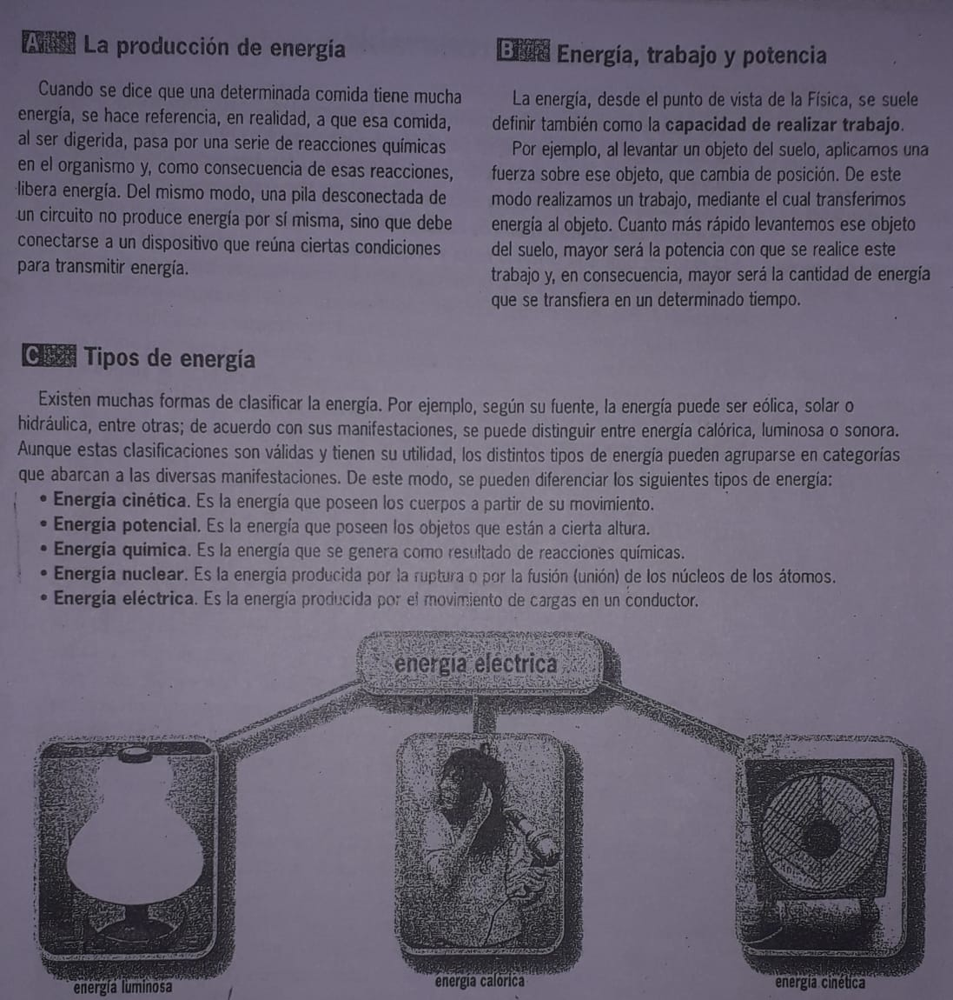 A La producción de energía
Cuando se dice que una determinada comida tiene mucha
energía, se hace referencia, en realidad, a que esa comida,
al ser digerida, pasa por una serie de reacciones químicas
en el organismo y, como consecuencia de esas reacciones,
libera energía. Del mismo modo, una pila desconectada de
un circuito no produce energía por sí misma, sino que debe
conectarse a un dispositivo que reúna ciertas condiciones
para transmitir energía.
B Energía, trabajo y potencia
La energía, desde el punto de vista de la Física, se suele
definir también como la capacidad de realizar trabajo.
Por ejemplo, al levantar un objeto del suelo, aplicamos una
fuerza sobre ese objeto, que cambia de posición. De este
modo realizamos un trabajo, mediante el cual transferimos
energía al objeto. Cuanto más rápido levantemos ese objeto
del suelo, mayor será la potencia con que se realice este
trabajo y, en consecuencia, mayor será la cantidad de energía
que se transfiera en un determinado tiempo.
C Tipos de energía
Existen muchas formas de clasificar la energía. Por ejemplo, según su fuente, la energía puede ser eólica, solar o
hidráulica, entre otras; de acuerdo con sus manifestaciones, se puede distinguir entre energía calórica, luminosa o sonora.
Aunque estas clasificaciones son válidas y tienen su utilidad, los distintos tipos de energía pueden agruparse en categorías
que abarcan a las diversas manifestaciones. De este modo, se pueden diferenciar los siguientes tipos de energía:
• Energía cinética. Es la energía que poseen los cuerpos a partir de su movimiento.
• Energía potencial. Es la energía que poseen los objetos que están a cierta altura.
• Energía química. Es la energía que se genera como resultado de reacciones químicas.
• Energía nuclear. Es la energía producida por la ruptura o por la fusión (unión) de los núcleos de los átomos.
• Energía eléctrica. Es la energía producida por el movimiento de cargas en un conductor.
energía eléctrica
energía luminosa
energía calórica
energía cinética